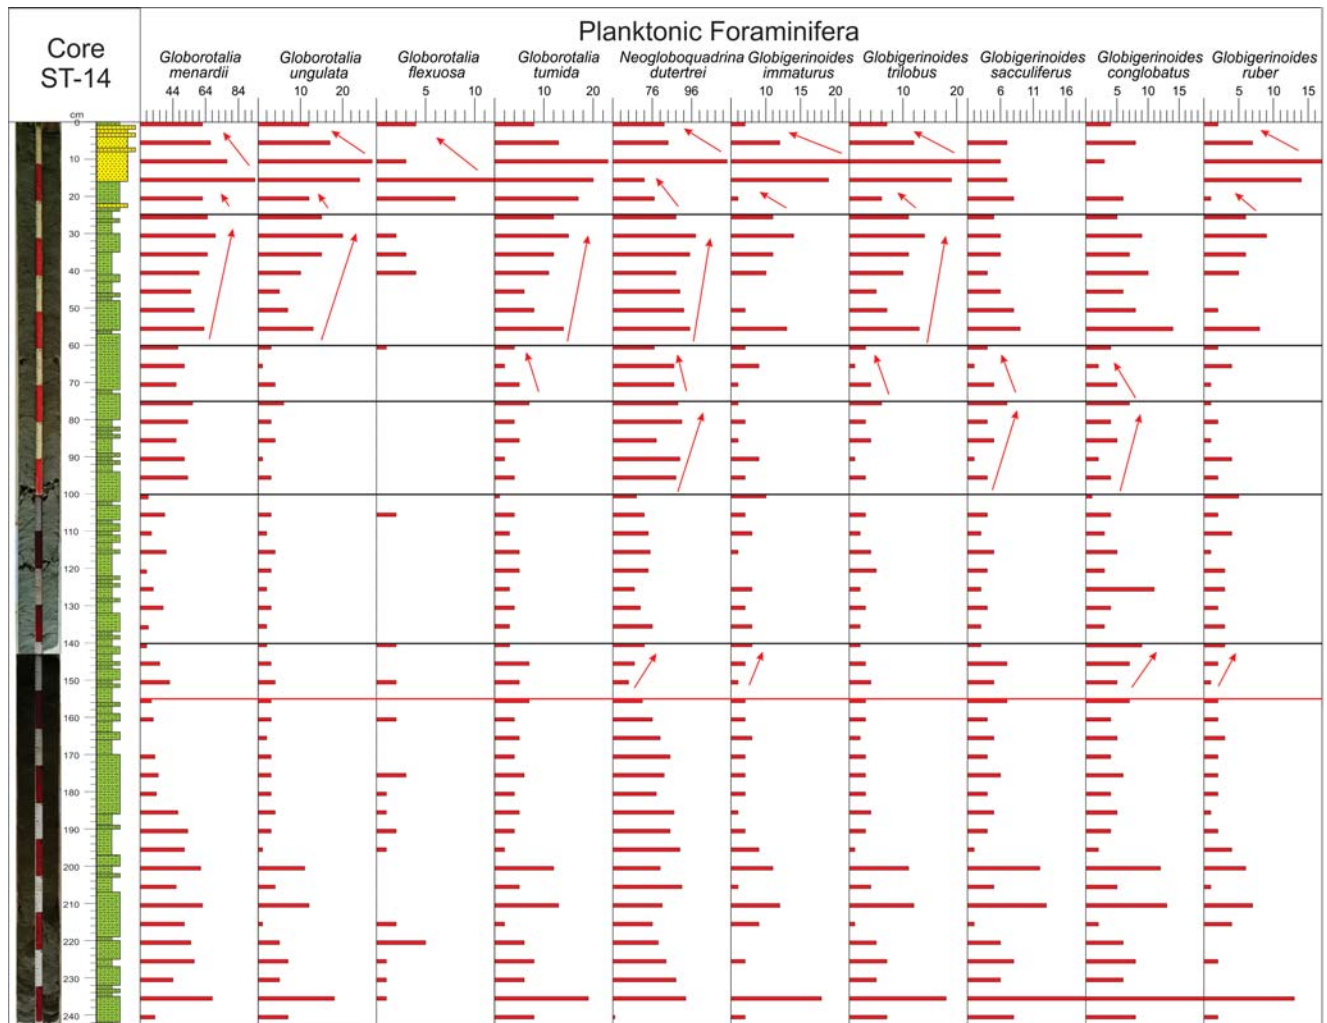 Planktonic Foraminifera
Core
ST-14
Globorotalia
menardii
Globorotalia
ungulata
Globorotalia
flexuosa
Globorotalia
tumida
Neogloboquadrina
dutertrei
Globigerinoides
immaturus
Globigerinoides
trilobus
Globigerinoides
sacculiferus
Globigerinoides
conglobatus
Globigerinoides
ruber
44 64 84 10 20 5 10 10 20 76 96 10 15 10 20 6 11 16 5 10 15 5 10 15
cm
0
10
20
30
40
50
60
70
80
90
100
110
120
130
140
150
160
170
180
190
200
210
220
230
240